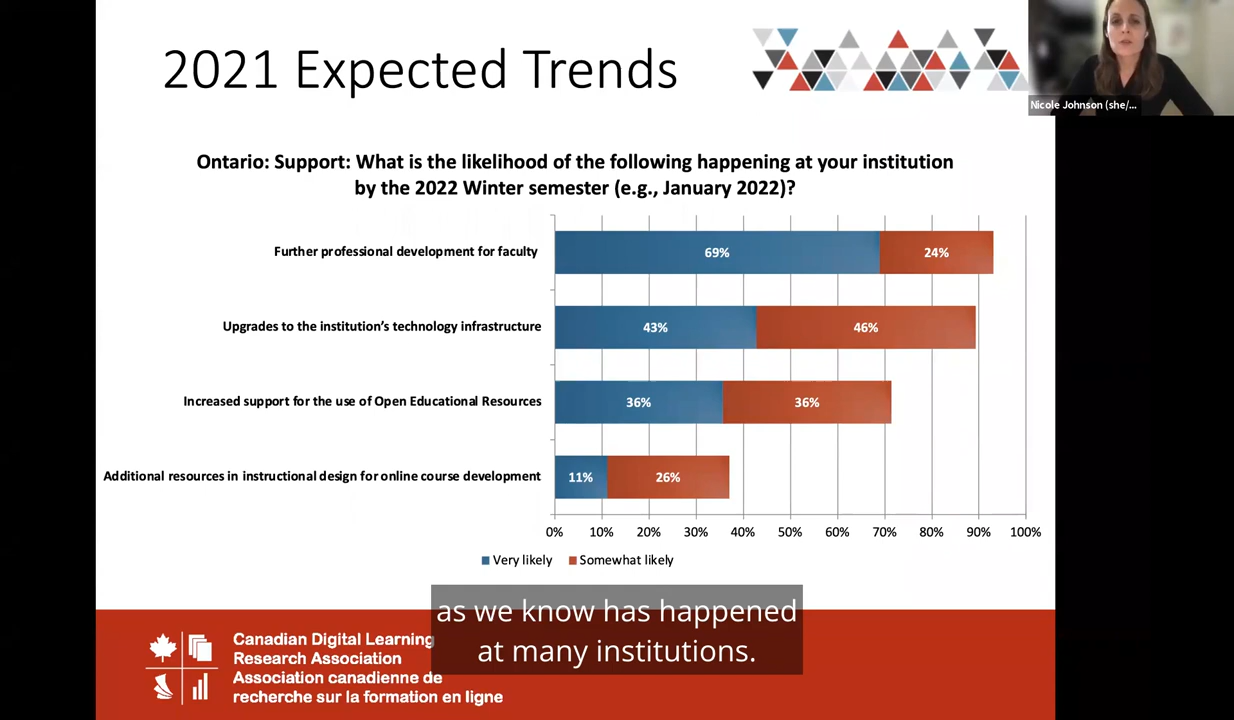 2021 Expected Trends
Nicole Johnson (she/...
Ontario: Support: What is the likelihood of the following happening at your institution
by the 2022 Winter semester (e.g., January 2022)?
Further professional development for faculty
69%
24%
Upgrades to the institution's technology infrastructure
43%
46%
Increased support for the use of Open Educational Resources
36%
36%
Additional resources in instructional design for online course development
11%
26%
0% 10% 20% 30% 40% 50% 60% 70% 80% 90% 100%
Very likely Somewhat likely
as we know has happened
at many institutions.
Canadian Digital Learning
Research Association
Association canadienne de
recherche sur la formation en ligne